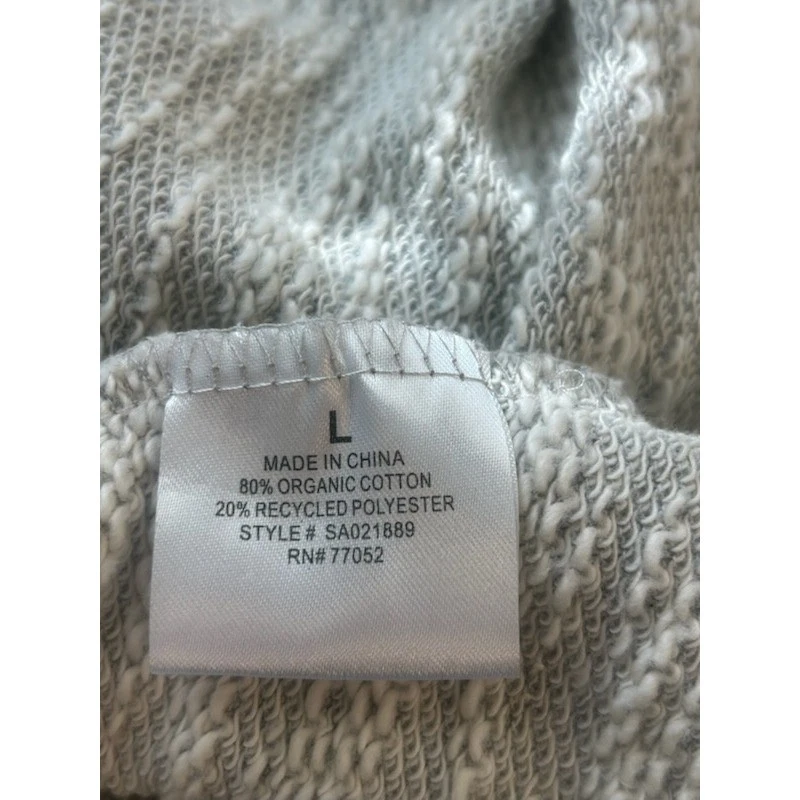 L
MADE IN CHINA
80% ORGANIC COTTON
20% RECYCLED POLYESTER
STYLE # SA021889
RN# 77052